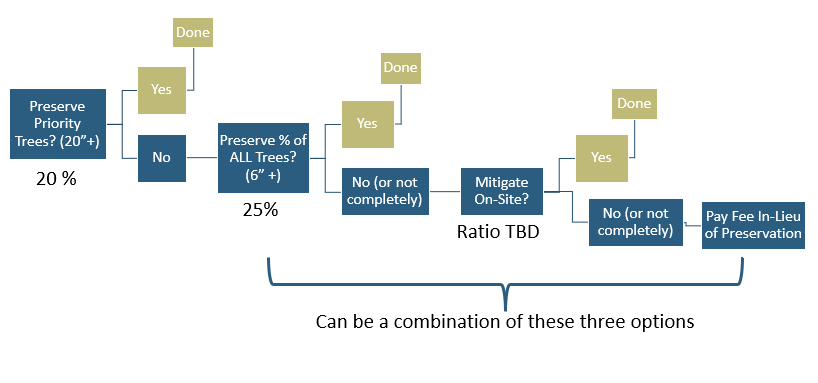 Preserve
Priority
Trees? (20”+)
20 %
Yes
Done
No
Preserve % of
ALL Trees?
(6” +)
25%
Yes
Done
No (or not
completely)
Mitigate
On-Site?
Ratio TBD
Yes
Done
No (or not
completely)
Pay Fee In-Lieu
of Preservation
Can be a combination of these three options